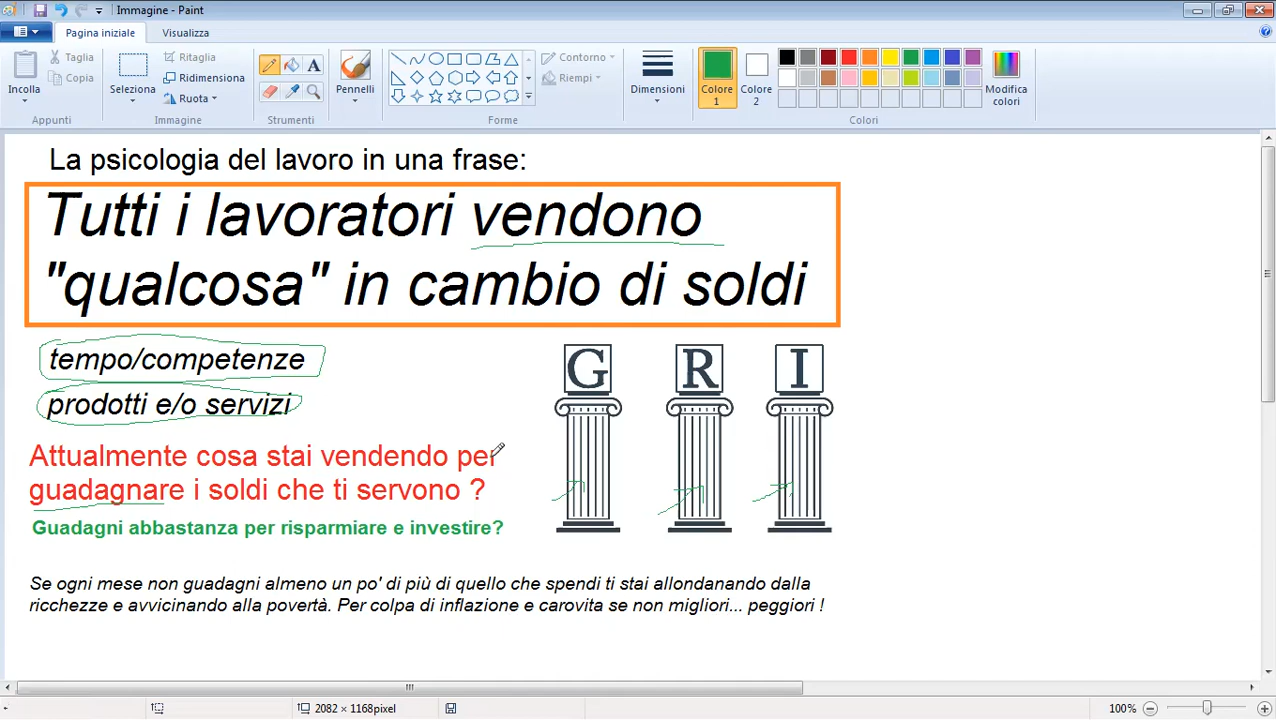 Immagine - Paint
Pagina iniziale
Visualizza
Incolla
Taglia
Copia
Appunti
Seleziona
Ritaglia
Ridimensiona
Ruota
Immagine
Strumenti
Pennelli
Contorno
Riempi
Forme
Dimensioni
Colore 1
Colore 2
Modifica colori
Colori
La psicologia del lavoro in una frase:
Tutti i lavoratori vendono
"qualcosa" in cambio di soldi
tempo/competenze
prodotti e/o servizi
G R I
Attualmente cosa stai vendendo per
guadagnare i soldi che ti servono ?
Guadagni abbastanza per risparmiare e investire?
Se ogni mese non guadagni almeno un po' di più di quello che spendi ti stai allondanando dalla
ricchezze e avvicinando alla povertà. Per colpa di inflazione e carovita se non migliori... peggiori !
2082 × 1168pixel
100%